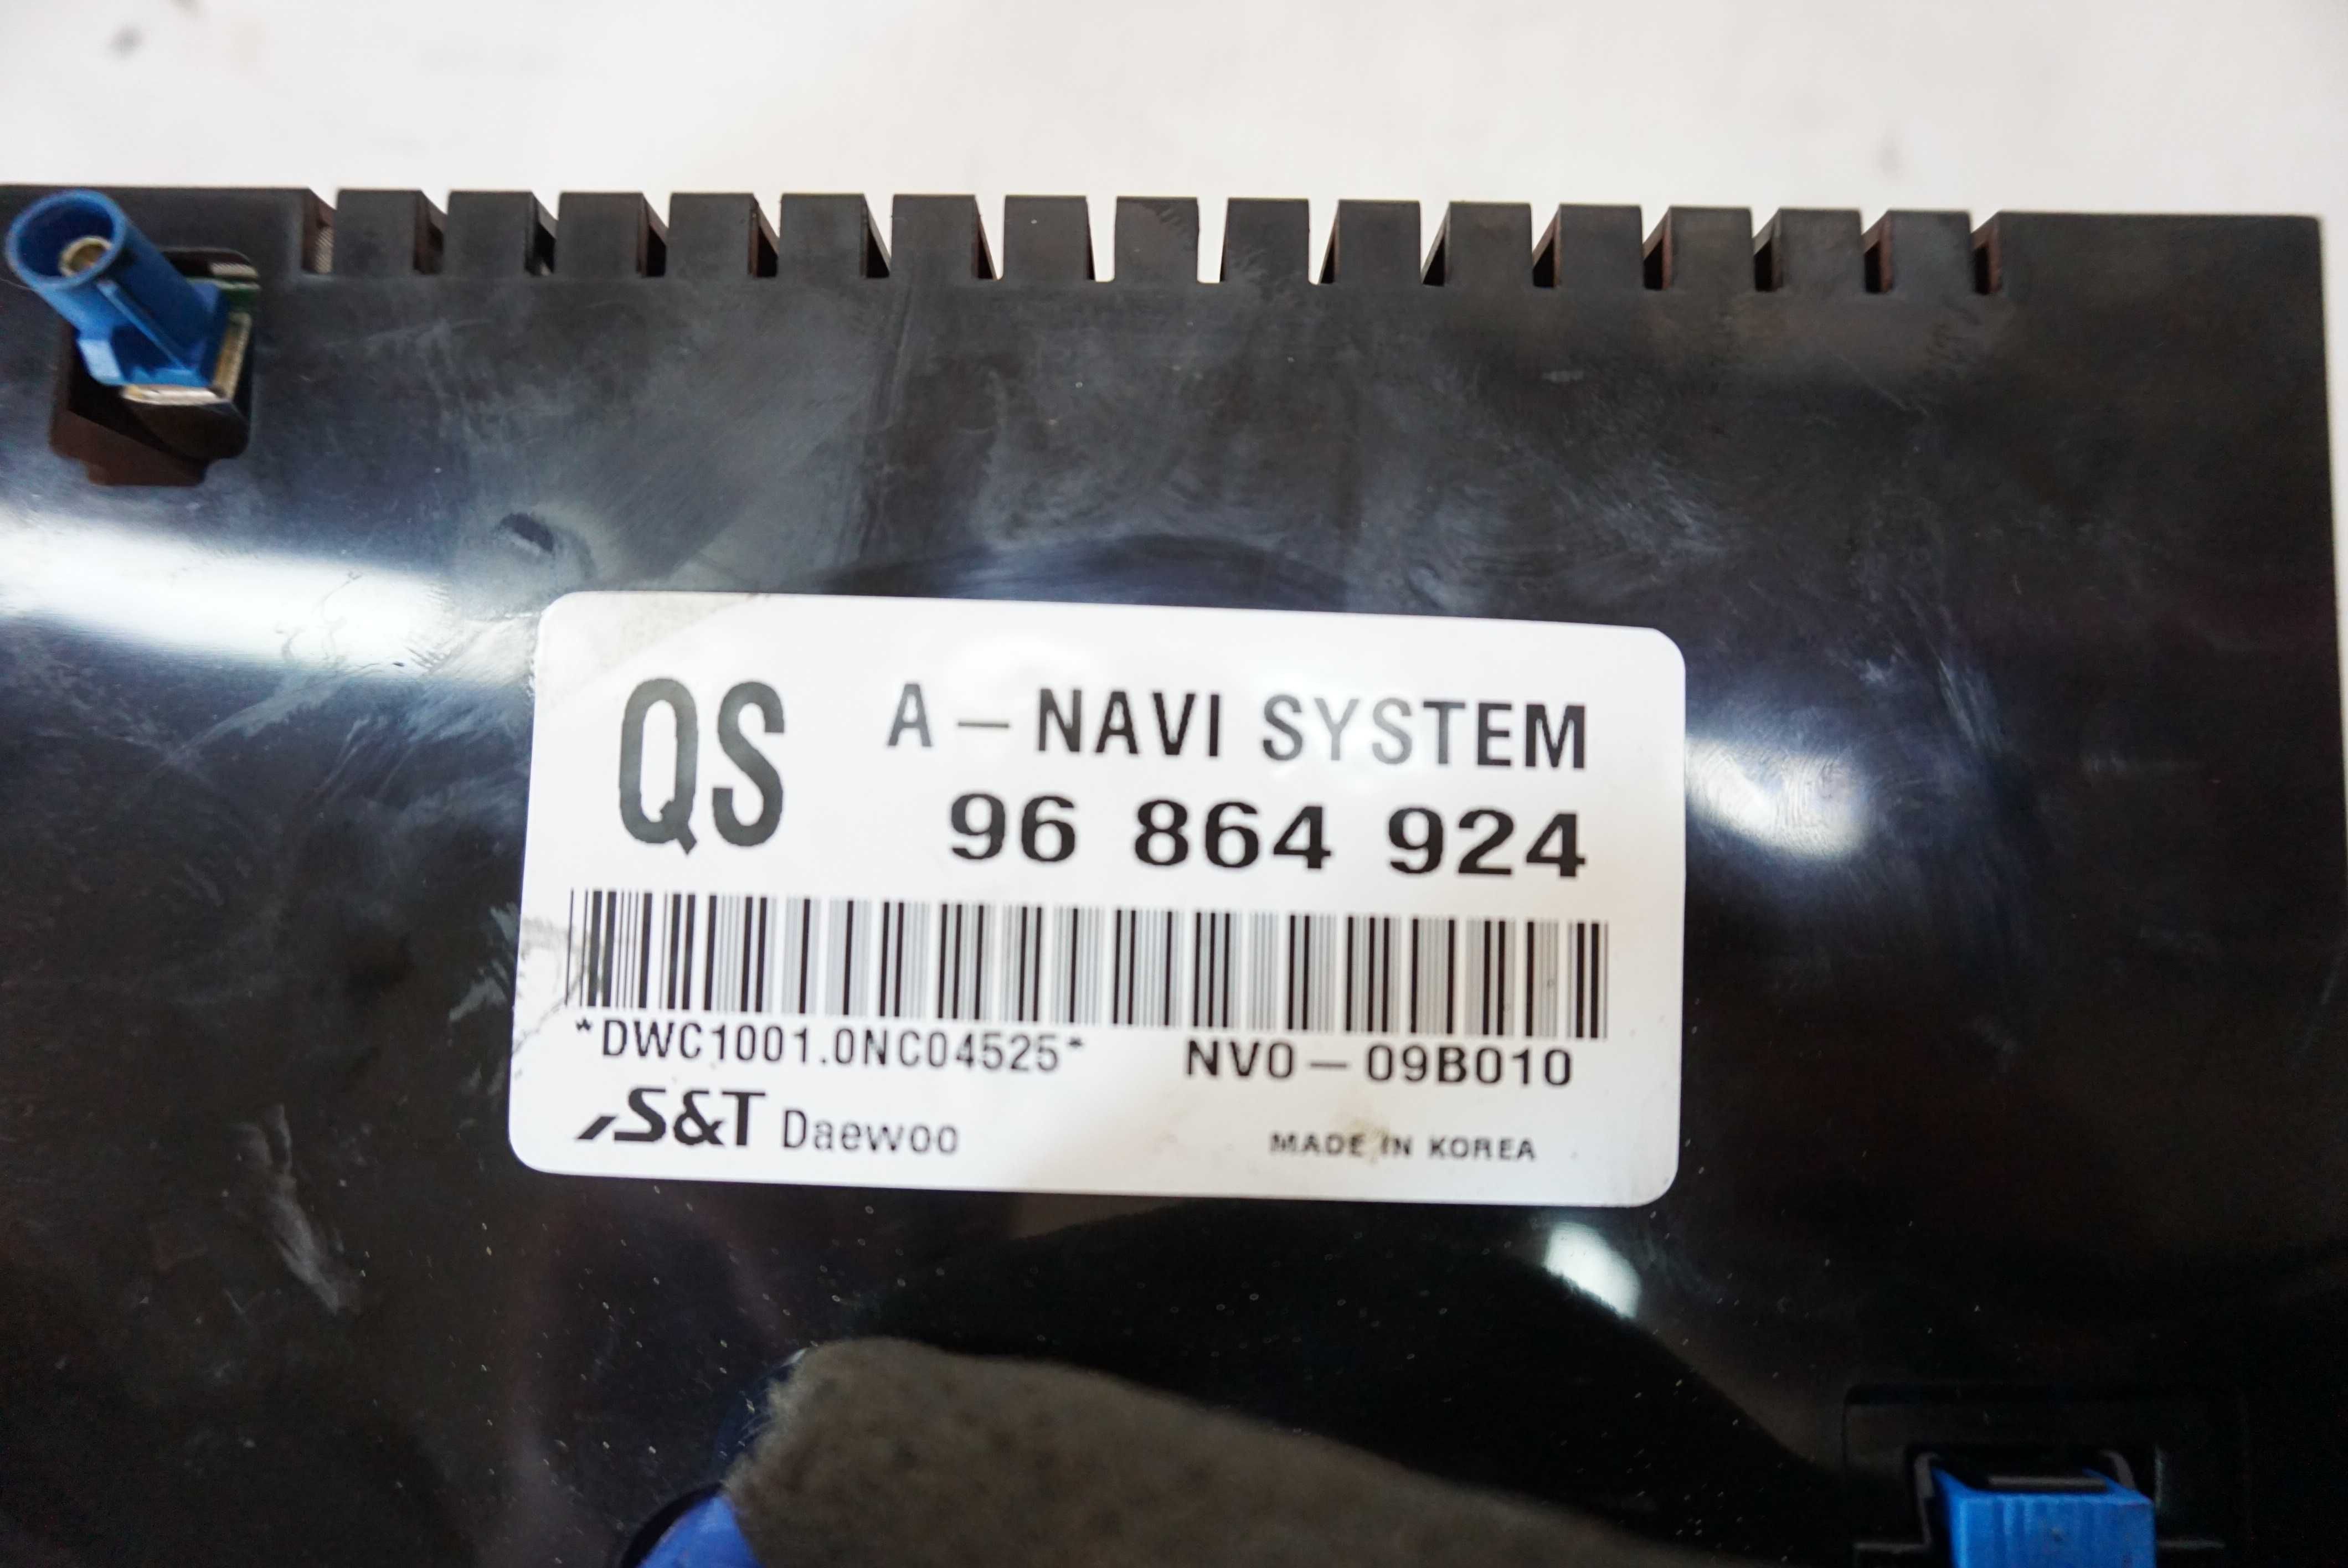 QS
A – NAVI SYSTEM
96 864 924
*DWC1001.0NC04525* NV0 – 09B010
S&T Daewoo
MADE IN KOREA